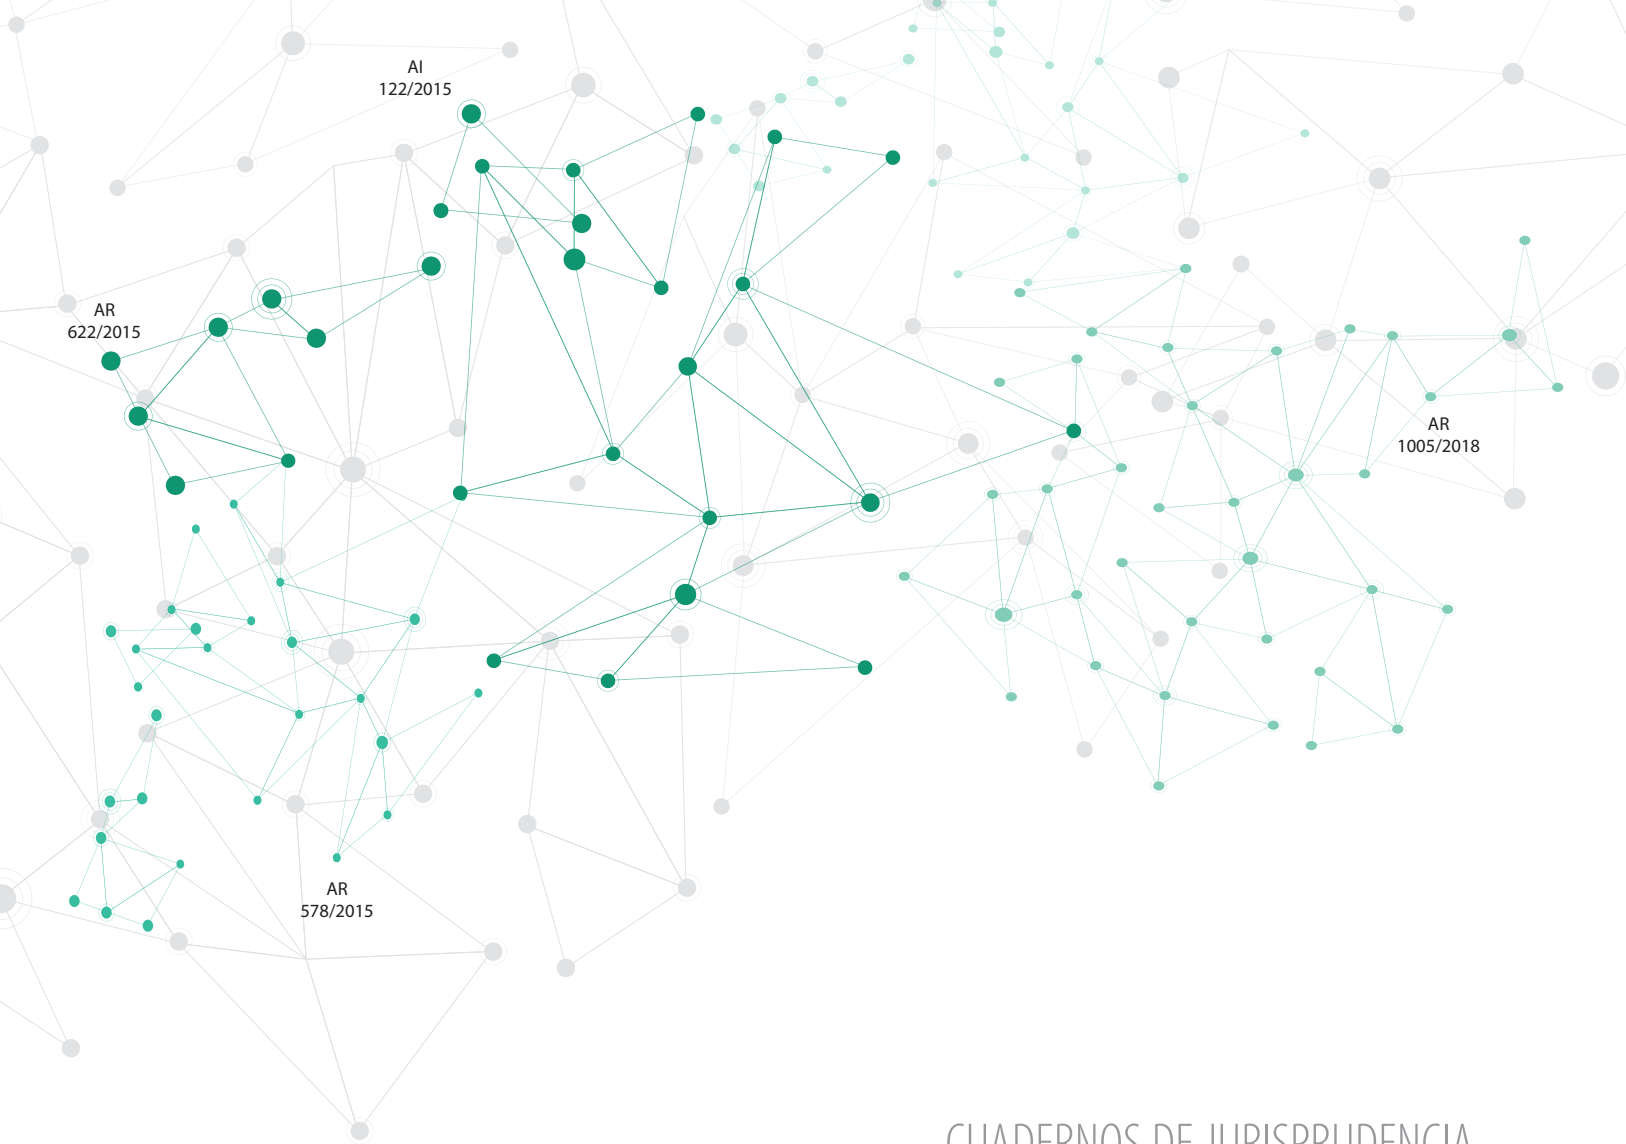 AI
122/2015
AR
622/2015
AR
1005/2018
AR
578/2015
CUADERNOS DE JURISPRUDENCIA